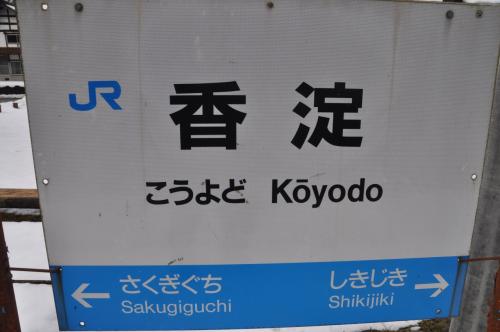 JR
香淀
こうよど Kōyodo
さくぎぐち しきじき
Sakugiguchi Shikijiki